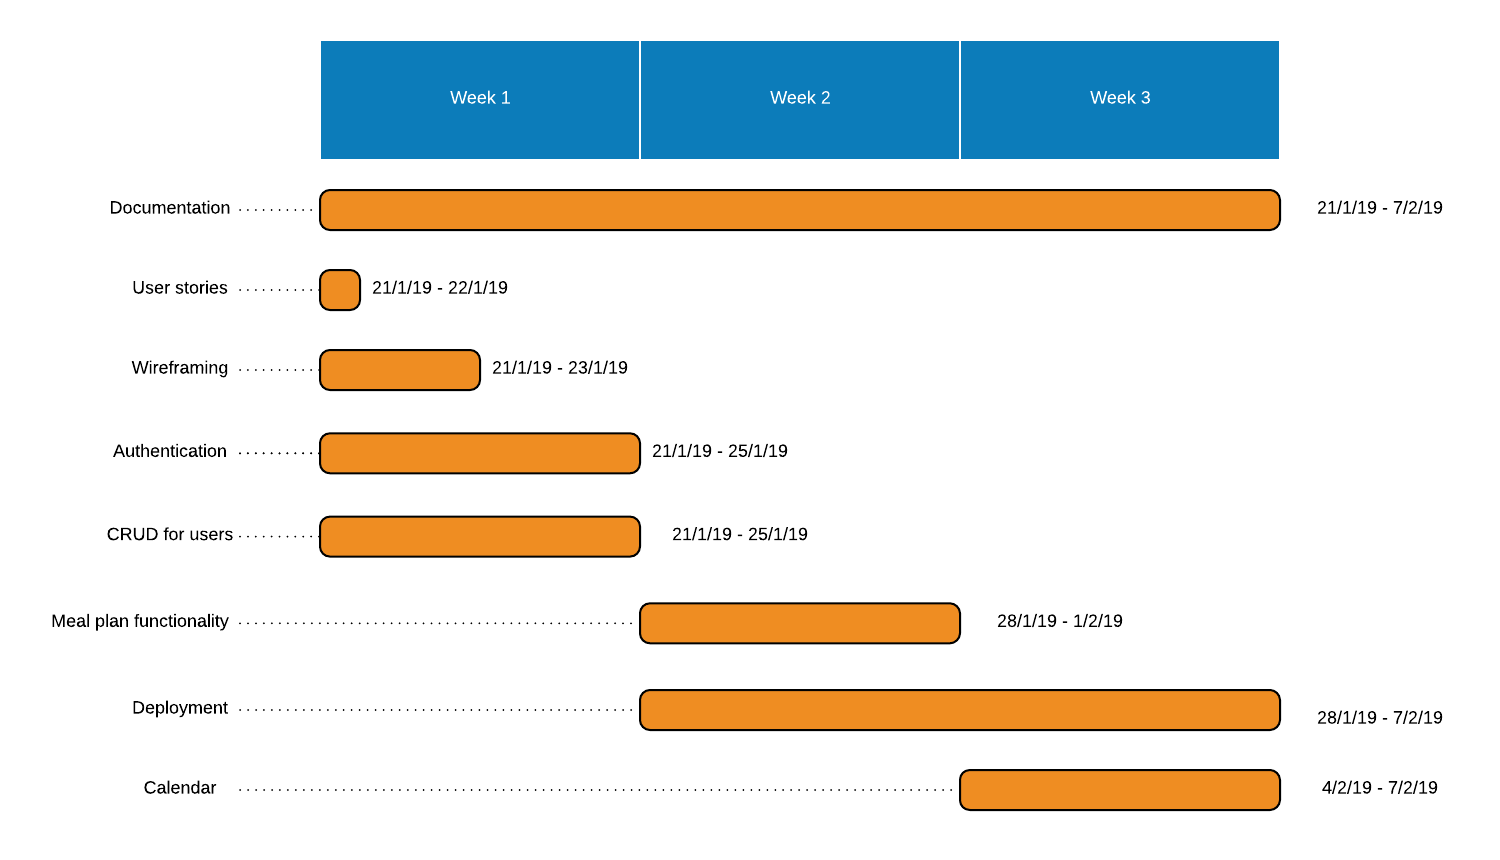 Week 1
Week 2
Week 3
Documentation
21/1/19 - 7/2/19
User stories
21/1/19 - 22/1/19
Wireframing
21/1/19 - 23/1/19
Authentication
21/1/19 - 25/1/19
CRUD for users
21/1/19 - 25/1/19
Meal plan functionality
28/1/19 - 1/2/19
Deployment
28/1/19 - 7/2/19
Calendar
4/2/19 - 7/2/19